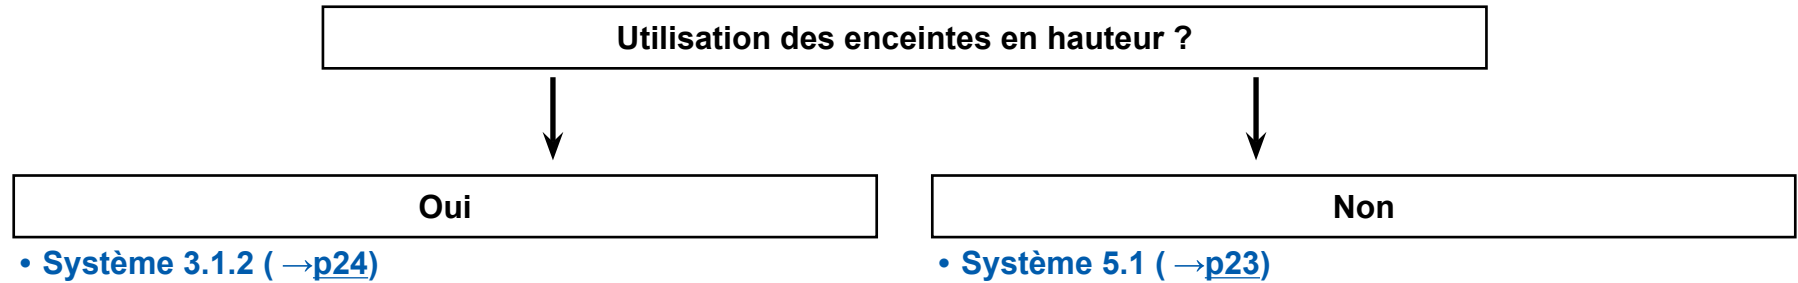 Utilisation des enceintes en hauteur ?
Oui
Non
• Système 3.1.2 ( →p24)
• Système 5.1 ( →p23)